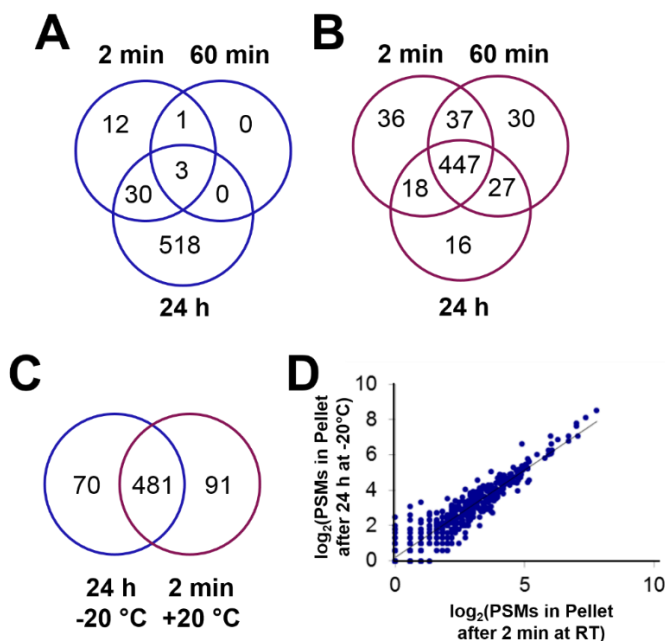 A
B
2 min 60 min
2 min 60 min
12
1
0
3
30
0
518
24 h
36
37
30
447
18
27
16
24 h
C
70
481
91
24 h
-20 °C
2 min
+20 °C
D
log2(PSMs in Pellet
after 24 h at -20°C)
10
8
6
4
2
0
0
5
10
log2(PSMs in Pellet
after 2 min at RT)